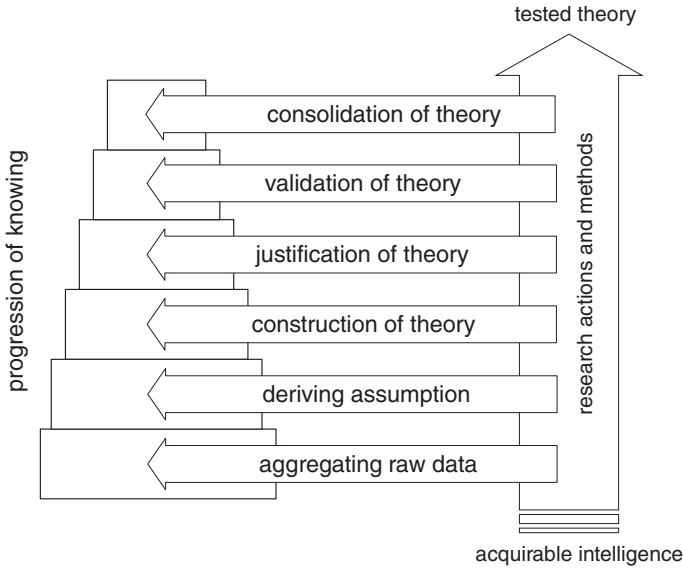 tested theory
progression of knowing
consolidation of theory
validation of theory
justification of theory
construction of theory
deriving assumption
aggregating raw data
research actions and methods
acquirable intelligence